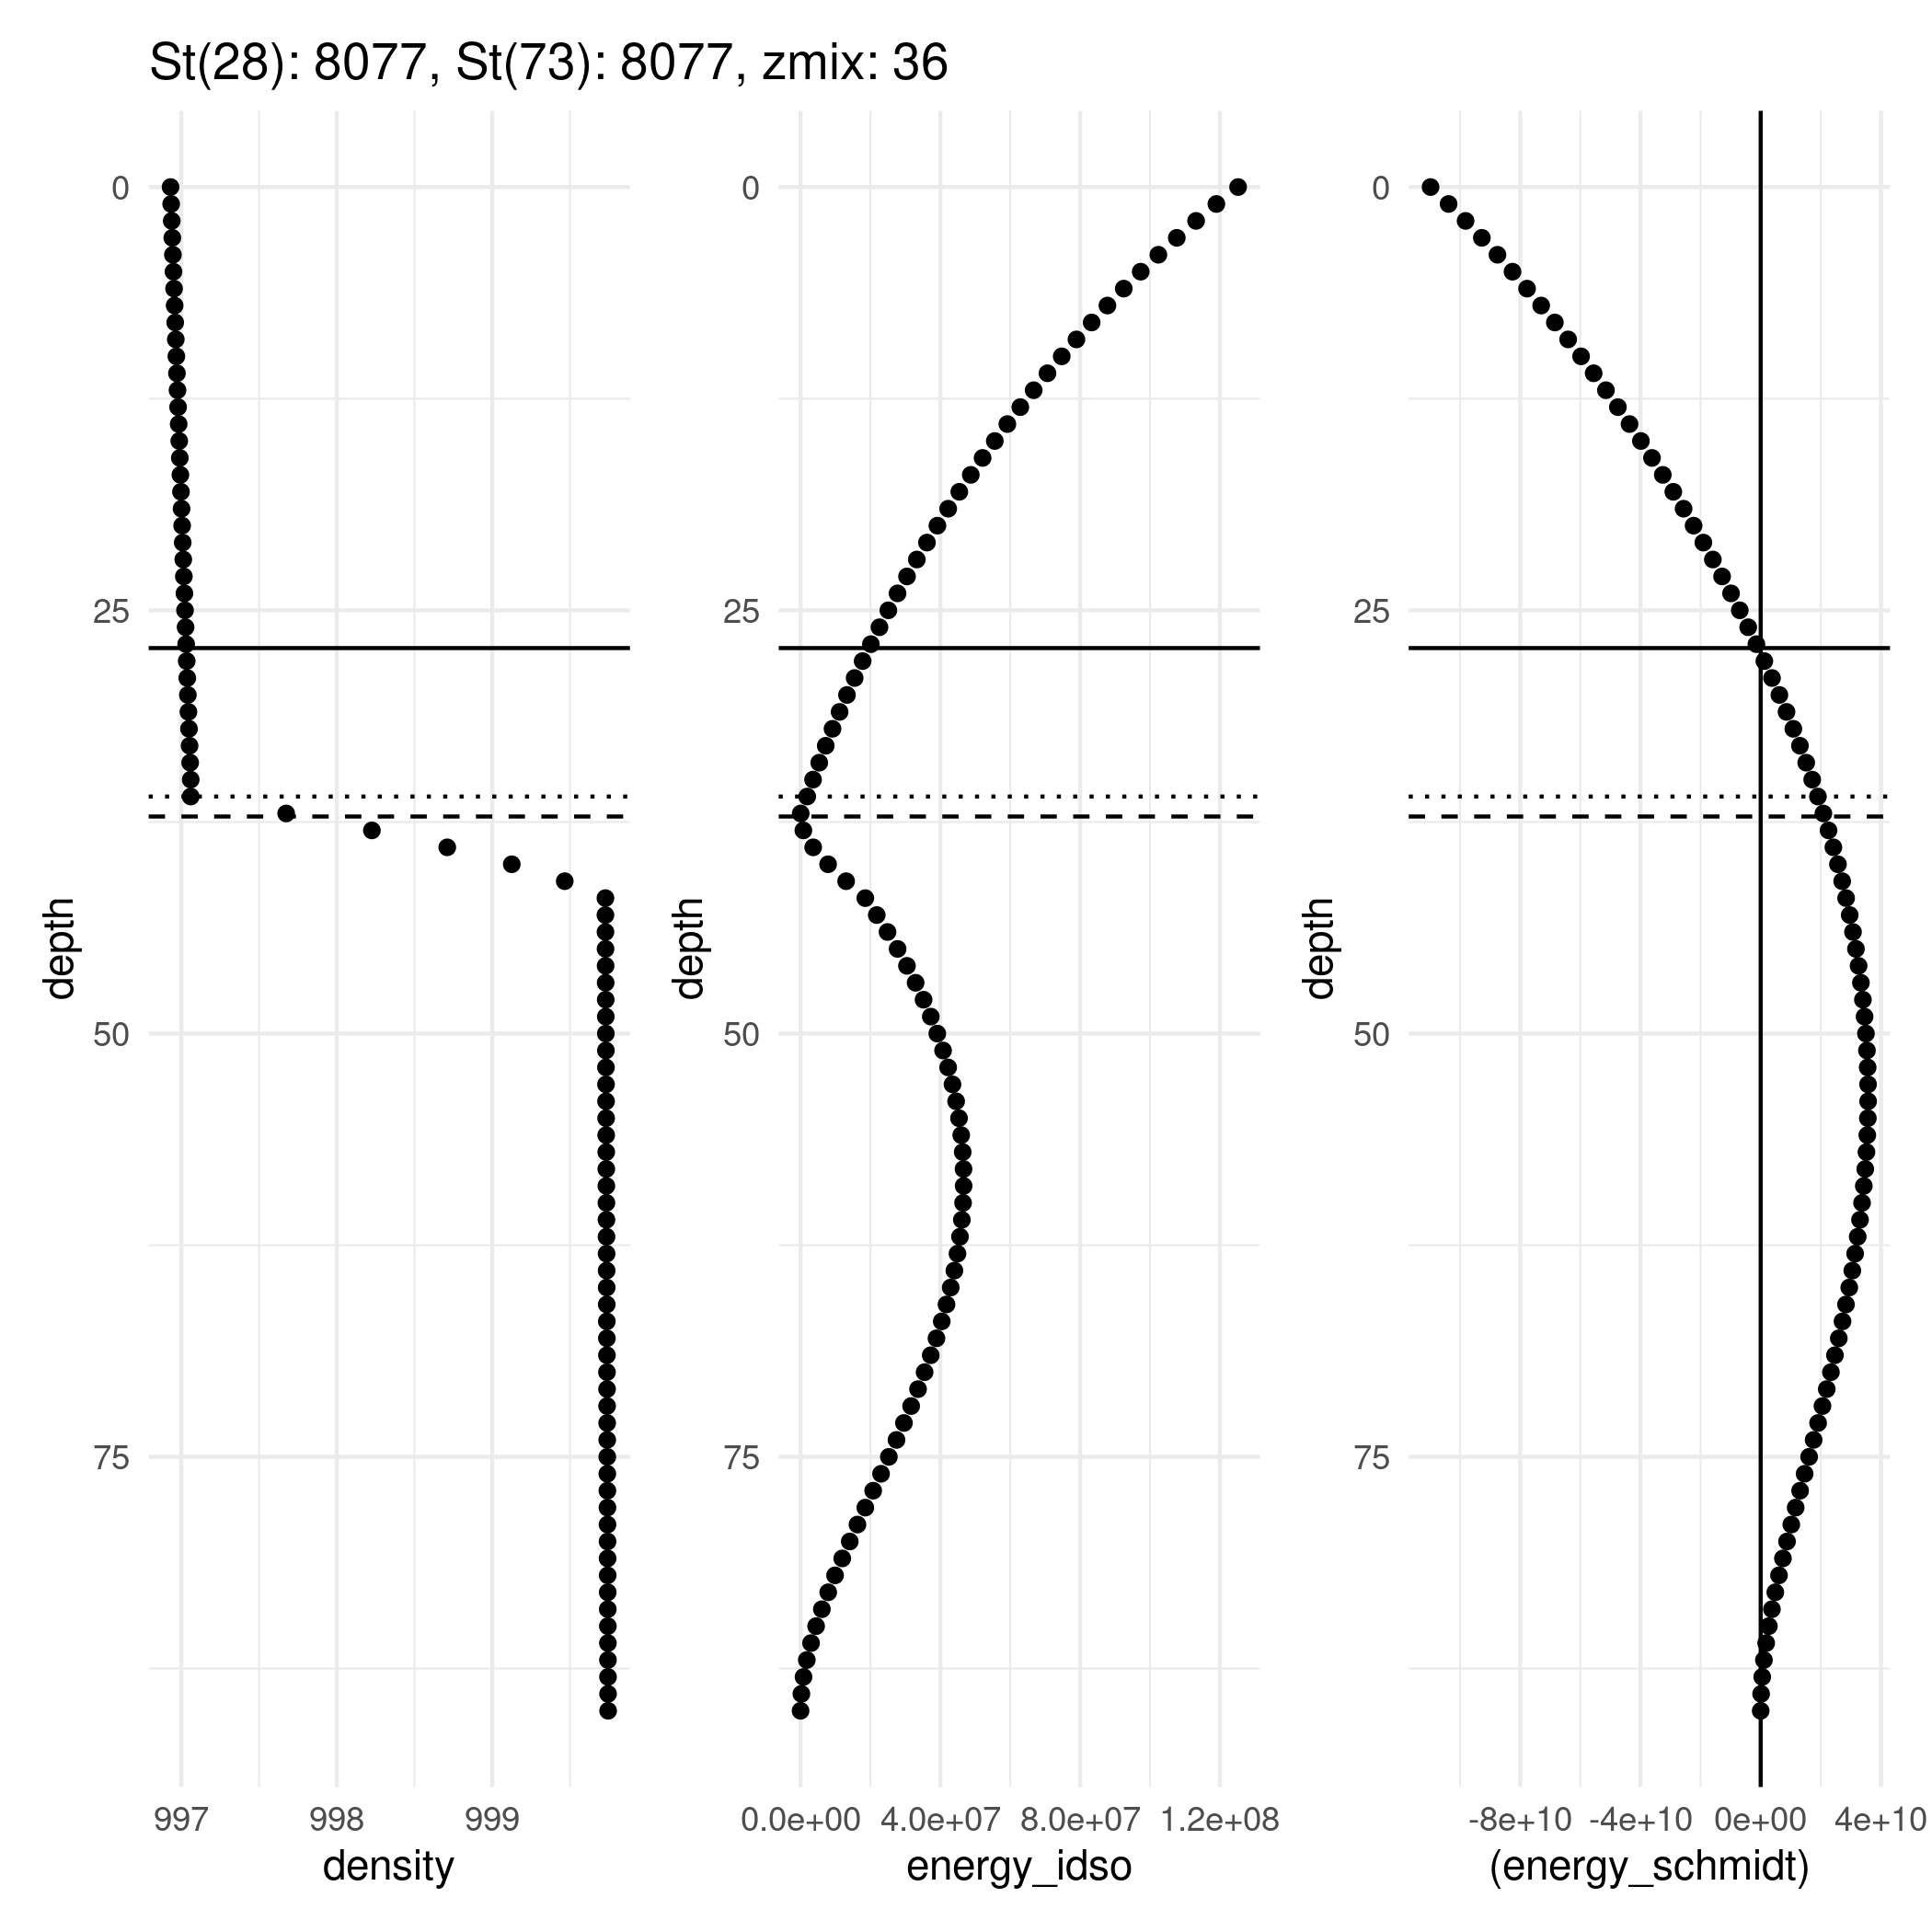 St(28): 8077, St(73): 8077, zmix: 36
0
25
50
75
depth
997 998 999
density
0
25
50
75
depth
0.0e+00 4.0e+07 8.0e+07 1.2e+08
energy_idso
0
25
50
75
depth
-8e+10 -4e+10 0e+00 4e+10
(energy_schmidt)